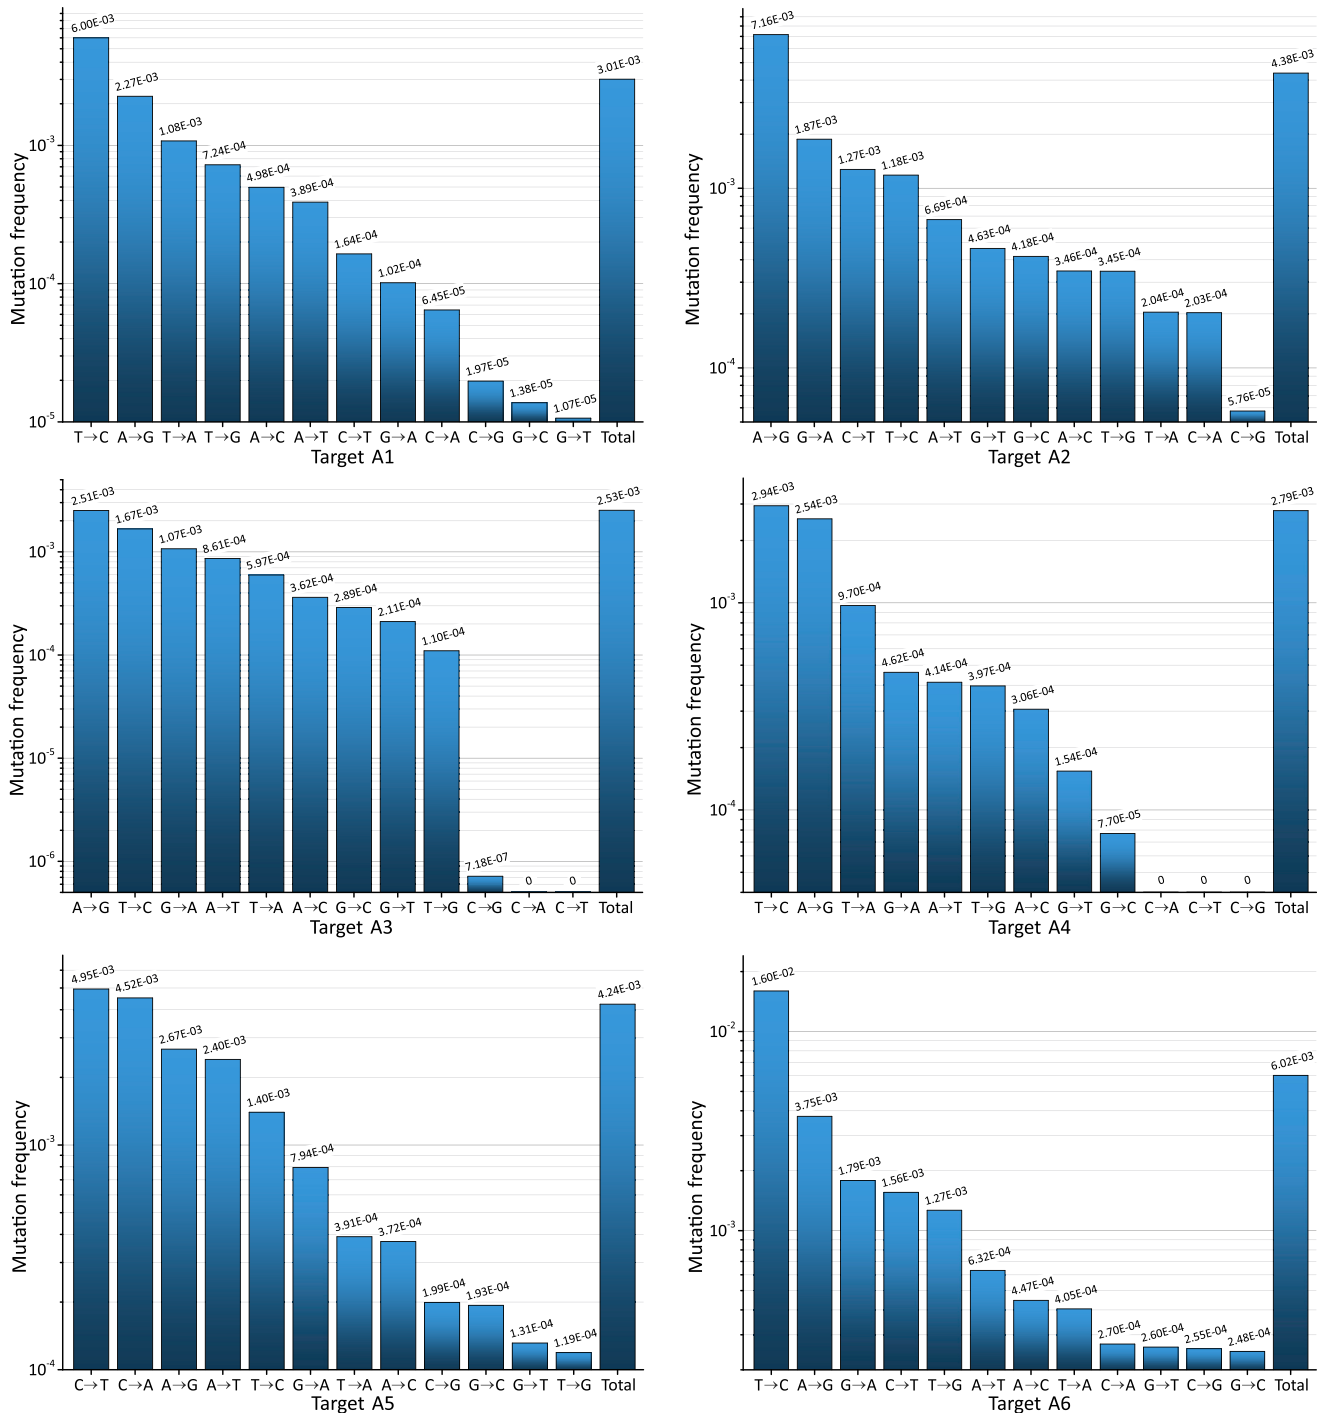 6.00E-03 2.27E-03 1.08E-03 7.24E-04 4.98E-04 3.89E-04 1.64E-04 1.02E-04 6.45E-05 1.97E-05 1.38E-05 1.07E-05 3.01E-03
Mutation frequency
10⁻³
10⁻⁴
10⁻⁵
T→C A→G T→A T→G A→C A→T C→T G→A C→A C→G G→C G→T Total
Target A1
7.16E-03 1.87E-03 1.27E-03 1.18E-03 6.69E-04 4.63E-04 4.18E-04 3.46E-04 3.45E-04 2.04E-04 2.03E-04 5.76E-05 4.38E-03
Mutation frequency
10⁻³
10⁻⁴
A→G G→A C→T T→C A→T G→T G→C A→C T→G T→A C→A C→G Total
Target A2
2.51E-03 1.67E-03 1.07E-03 8.61E-04 5.97E-04 3.62E-04 2.89E-04 2.11E-04 1.10E-04 7.18E-07 0 0 2.53E-03
Mutation frequency
10⁻³
10⁻⁴
10⁻⁵
10⁻⁶
A→G T→C G→A A→T T→A A→C G→C G→T T→G C→G C→A C→T Total
Target A3
2.94E-03 2.54E-03 9.70E-04 4.62E-04 4.14E-04 3.97E-04 3.06E-04 1.54E-04 7.70E-05 0 0 0 2.79E-03
Mutation frequency
10⁻³
10⁻⁴
T→C A→G T→A G→A A→T T→G A→C G→T G→C C→A C→T C→G Total
Target A4
4.95E-03 4.52E-03 2.67E-03 2.40E-03 1.40E-03 7.94E-04 3.91E-04 3.72E-04 1.99E-04 1.93E-04 1.31E-04 1.19E-04 4.24E-03
Mutation frequency
10⁻³
10⁻⁴
C→T C→A A→G A→T T→C G→A T→A A→C C→G G→C G→T T→G Total
Target A5
1.60E-02 3.75E-03 1.79E-03 1.56E-03 1.27E-03 6.32E-04 4.47E-04 4.05E-04 2.70E-04 2.60E-04 2.55E-04 2.48E-04 6.02E-03
Mutation frequency
10⁻²
10⁻³
T→C A→G G→A C→T T→G A→T A→C T→A C→A G→T C→G G→C Total
Target A6